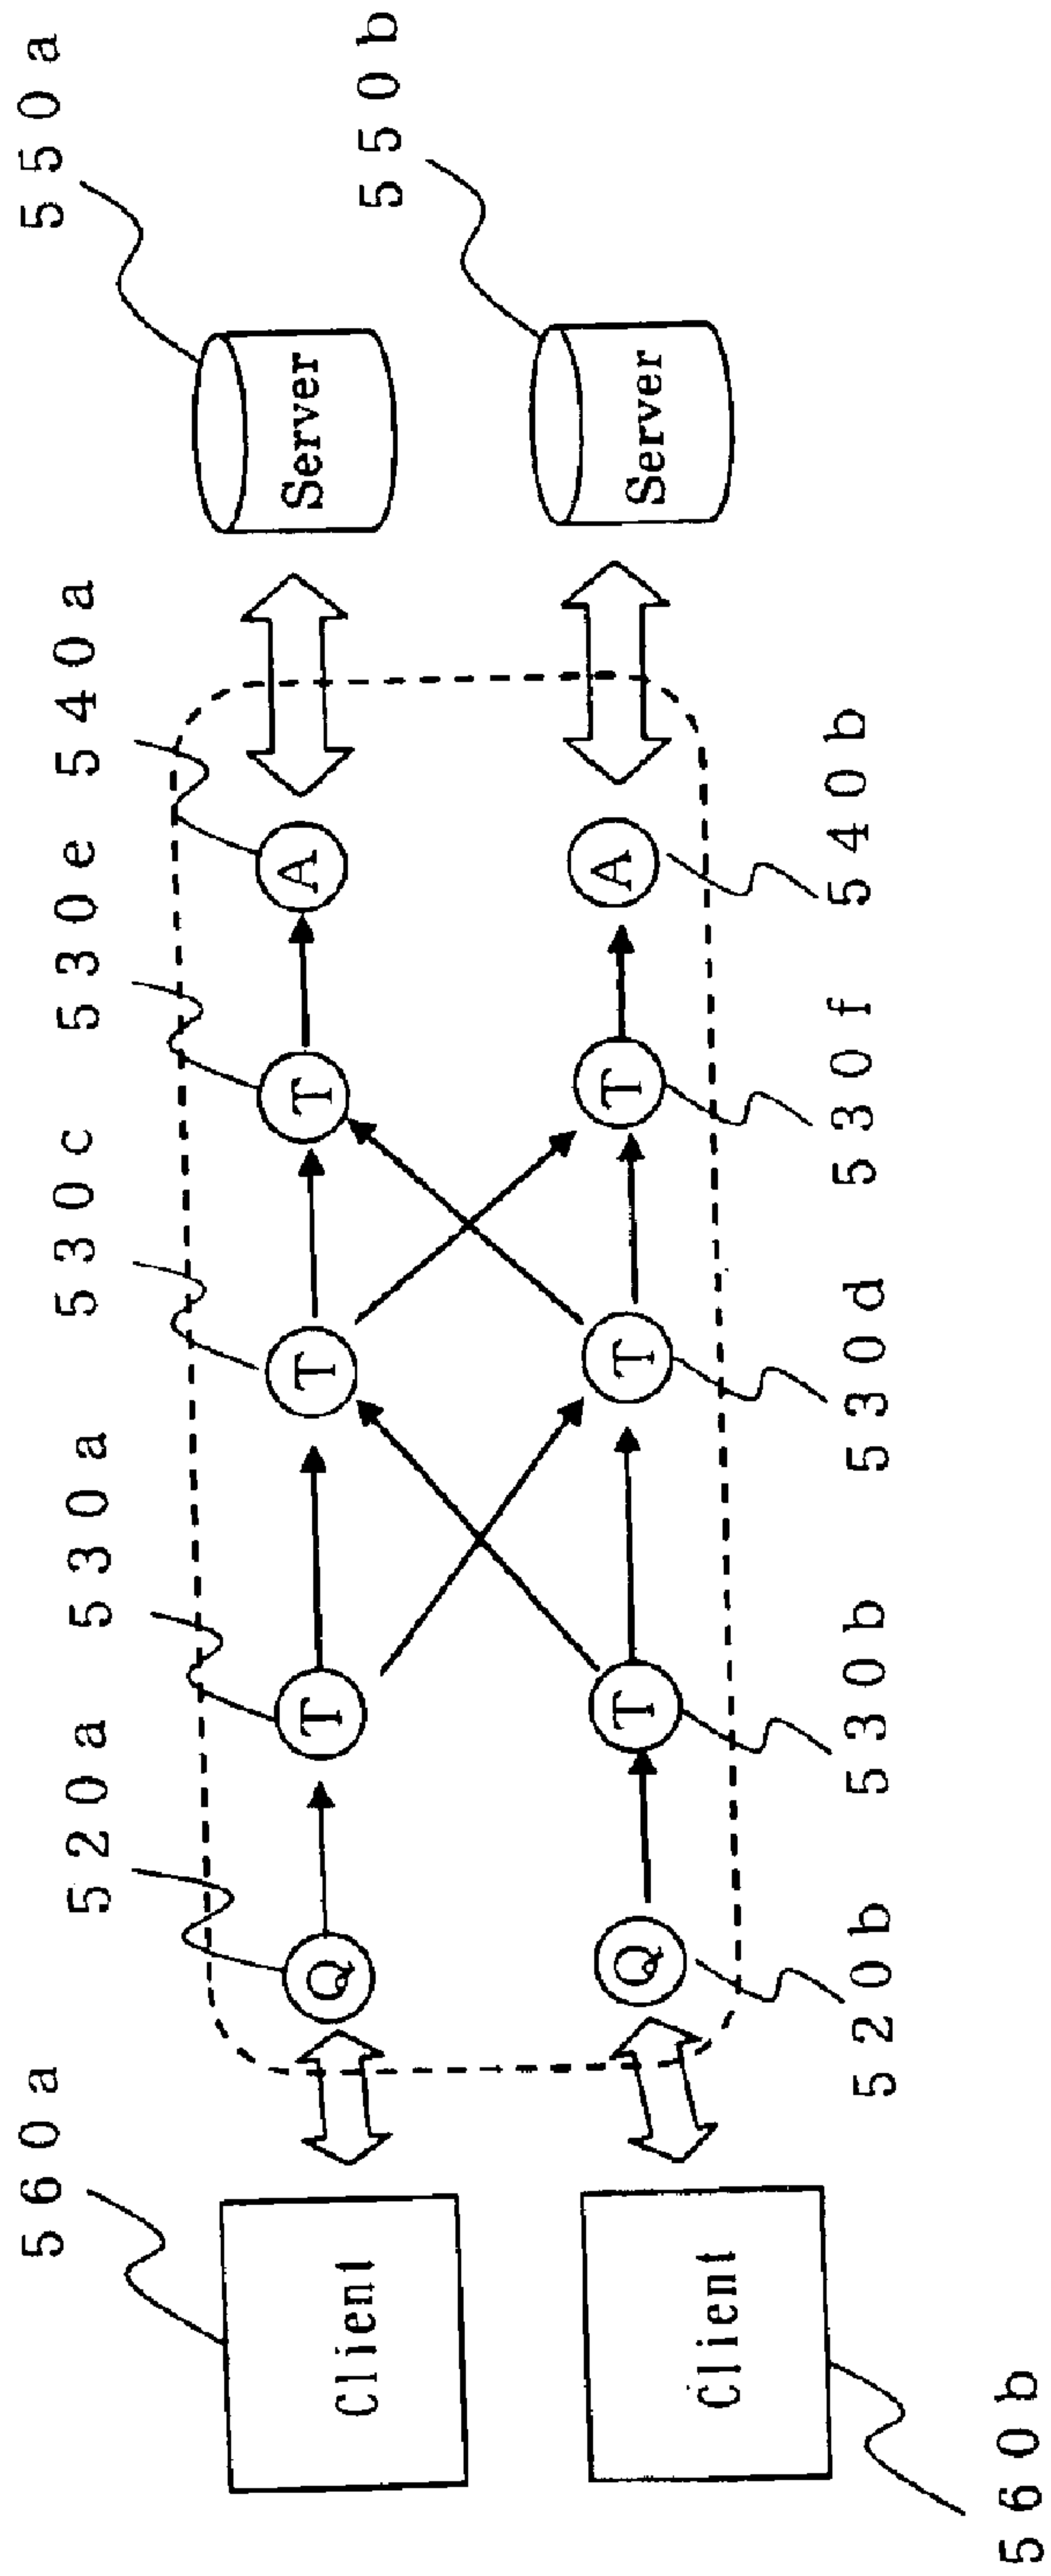 560a
520a
530a
530c
530e
540a
550a
Client
Q
T
T
T
A
Server
550b
Client
Q
T
T
T
A
Server
560b
520b
530b
530d
530f
540b